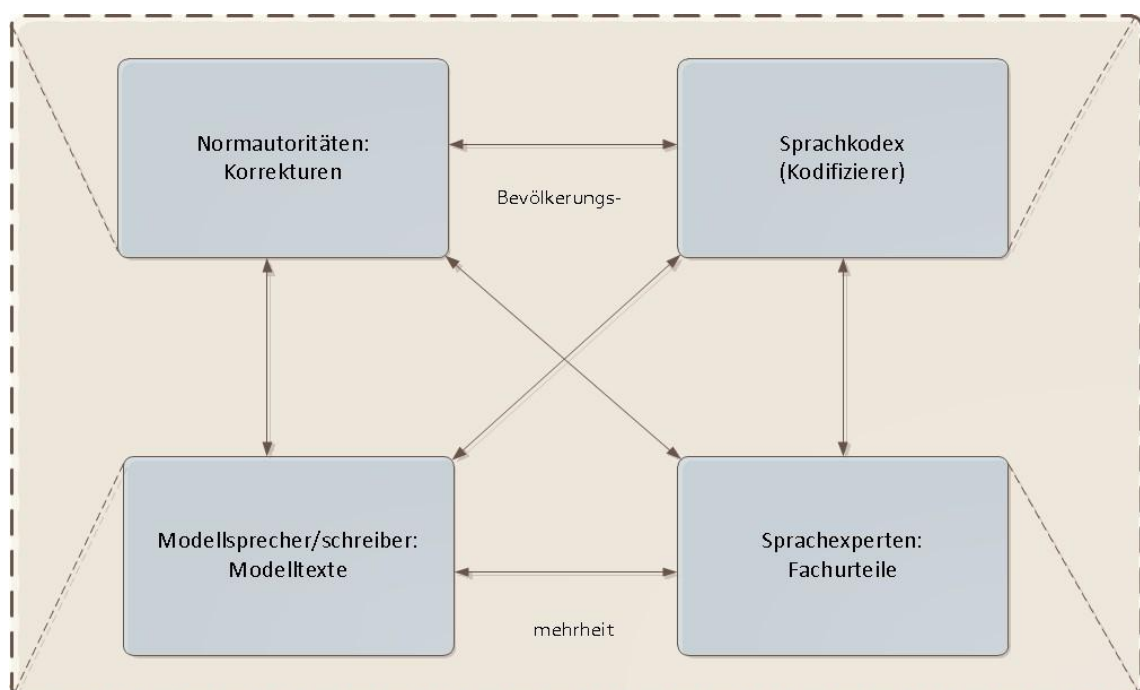 Normautoritäten:
Korrekturen
Sprachkodex
(Kodifizierer)
Bevölkerungs-
Modellsprecher/schreiber:
Modelltexte
Sprachexperten:
Fachurteile
mehrheit